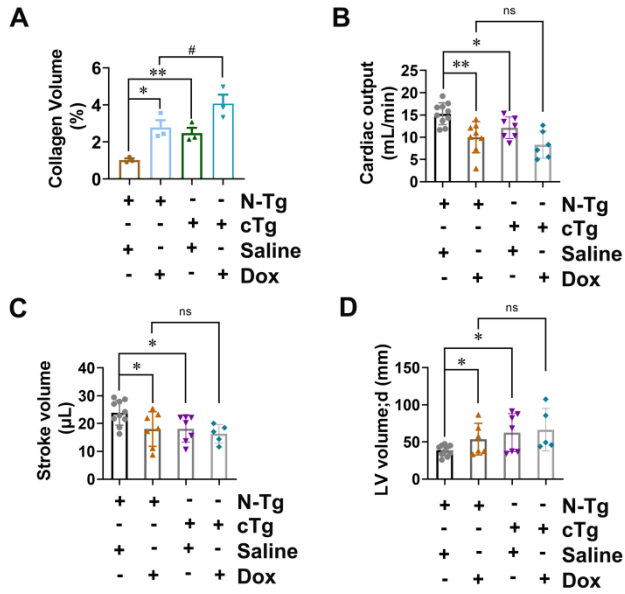 A
Collagen Volume
(%)
6
4
2
0
#
**
*
+ + - - N-Tg
- - + + cTg
+ - + - Saline
- + - + Dox
B
Cardiac output
(mL/min)
25
20
15
10
5
0
ns
*
**
+ + - - N-Tg
- - + + cTg
+ - + - Saline
- + - + Dox
C
Stroke volume
(µL)
40
30
20
10
0
ns
*
*
+ + - - N-Tg
- - + + cTg
+ - + - Saline
- + - + Dox
D
LV volume;d (mm)
150
100
50
0
ns
*
*
+ + - - N-Tg
- - + + cTg
+ - + - Saline
- + - + Dox